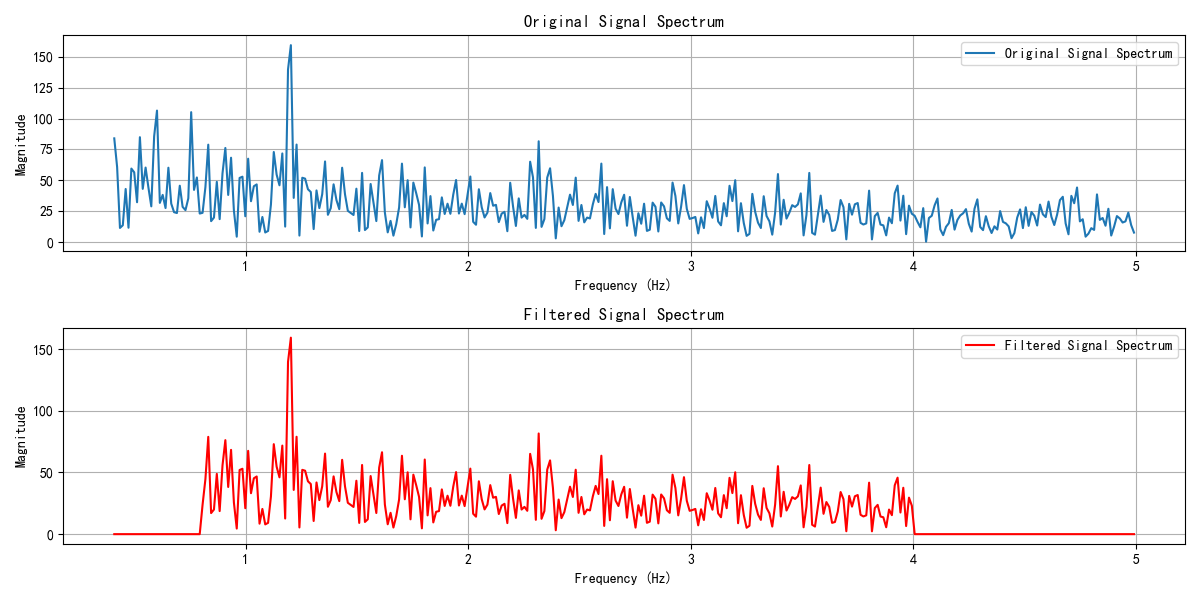 Original Signal Spectrum
Original Signal Spectrum
Magnitude
150
125
100
75
50
25
0
1
2
3
4
5
Frequency (Hz)
Filtered Signal Spectrum
Filtered Signal Spectrum
Magnitude
150
100
50
0
1
2
3
4
5
Frequency (Hz)